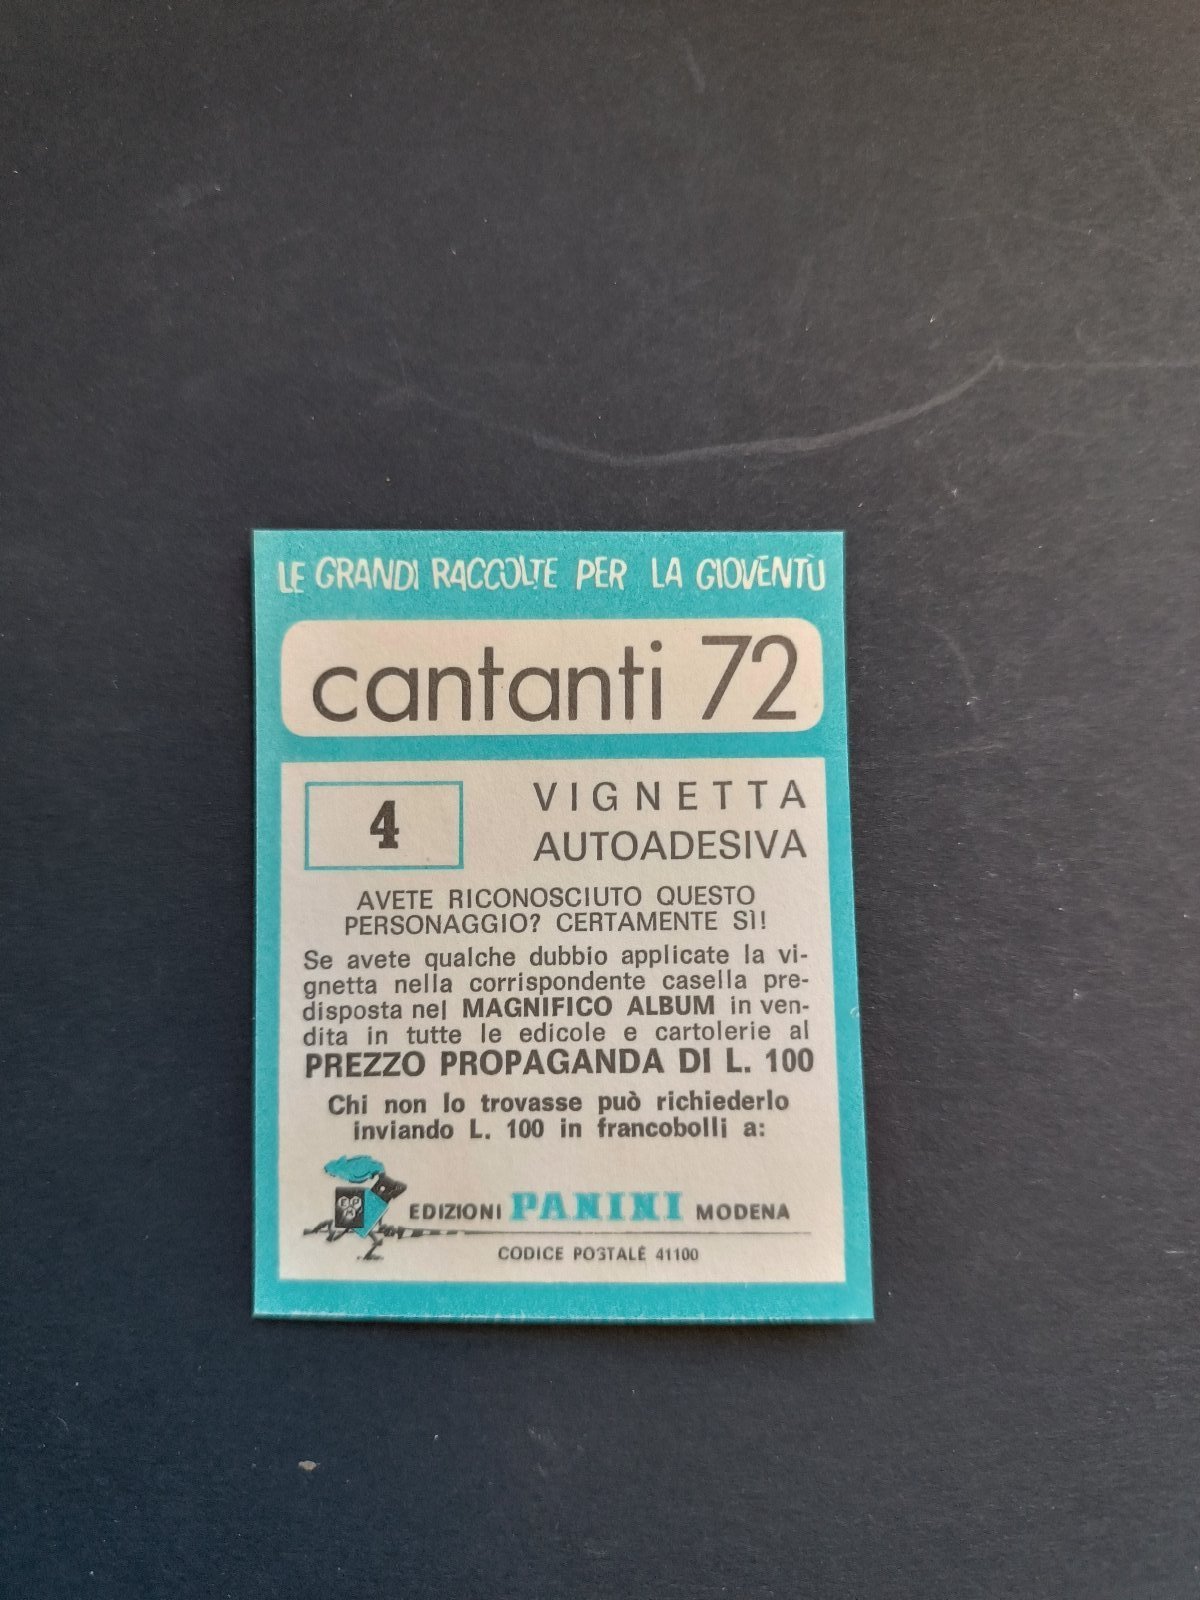 LE GRANDI RACCOLTE PER LA GIOVENTÙ
cantanti 72
4
VIGNETTA
AUTOADESIVA
AVETE RICONOSCIUTO QUESTO
PERSONAGGIO? CERTAMENTE SÌ!
Se avete qualche dubbio applicate la vi-
gnetta nella corrispondente casella pre-
disposta nel MAGNIFICO ALBUM in ven-
dita in tutte le edicole e cartolerie al
PREZZO PROPAGANDA DI L. 100
Chi non lo trovasse può richiederlo
inviando L. 100 in francobolli a:
EPM
EDIZIONI PANINI MODENA
CODICE POSTALE 41100